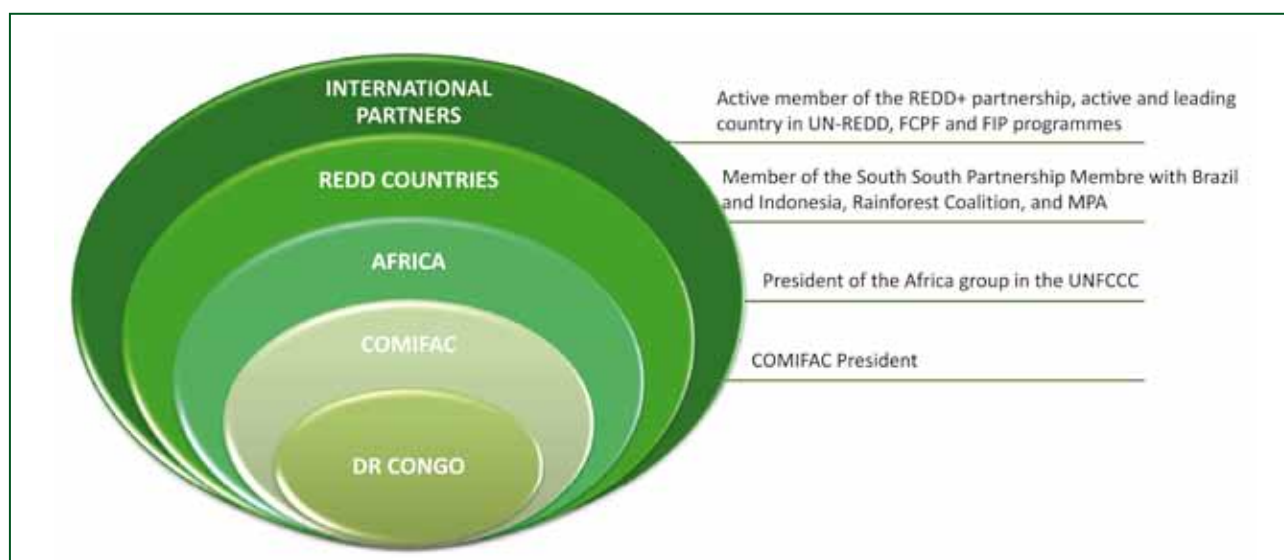 INTERNATIONAL
PARTNERS
Active member of the REDD+ partnership, active and leading
country in UN-REDD, FCPF and FIP programmes
REDD COUNTRIES
Member of the South South Partnership Membre with Brazil
and Indonesia, Rainforest Coalition, and MPA
AFRICA
President of the Africa group in the UNFCCC
COMIFAC
COMIFAC President
DR CONGO